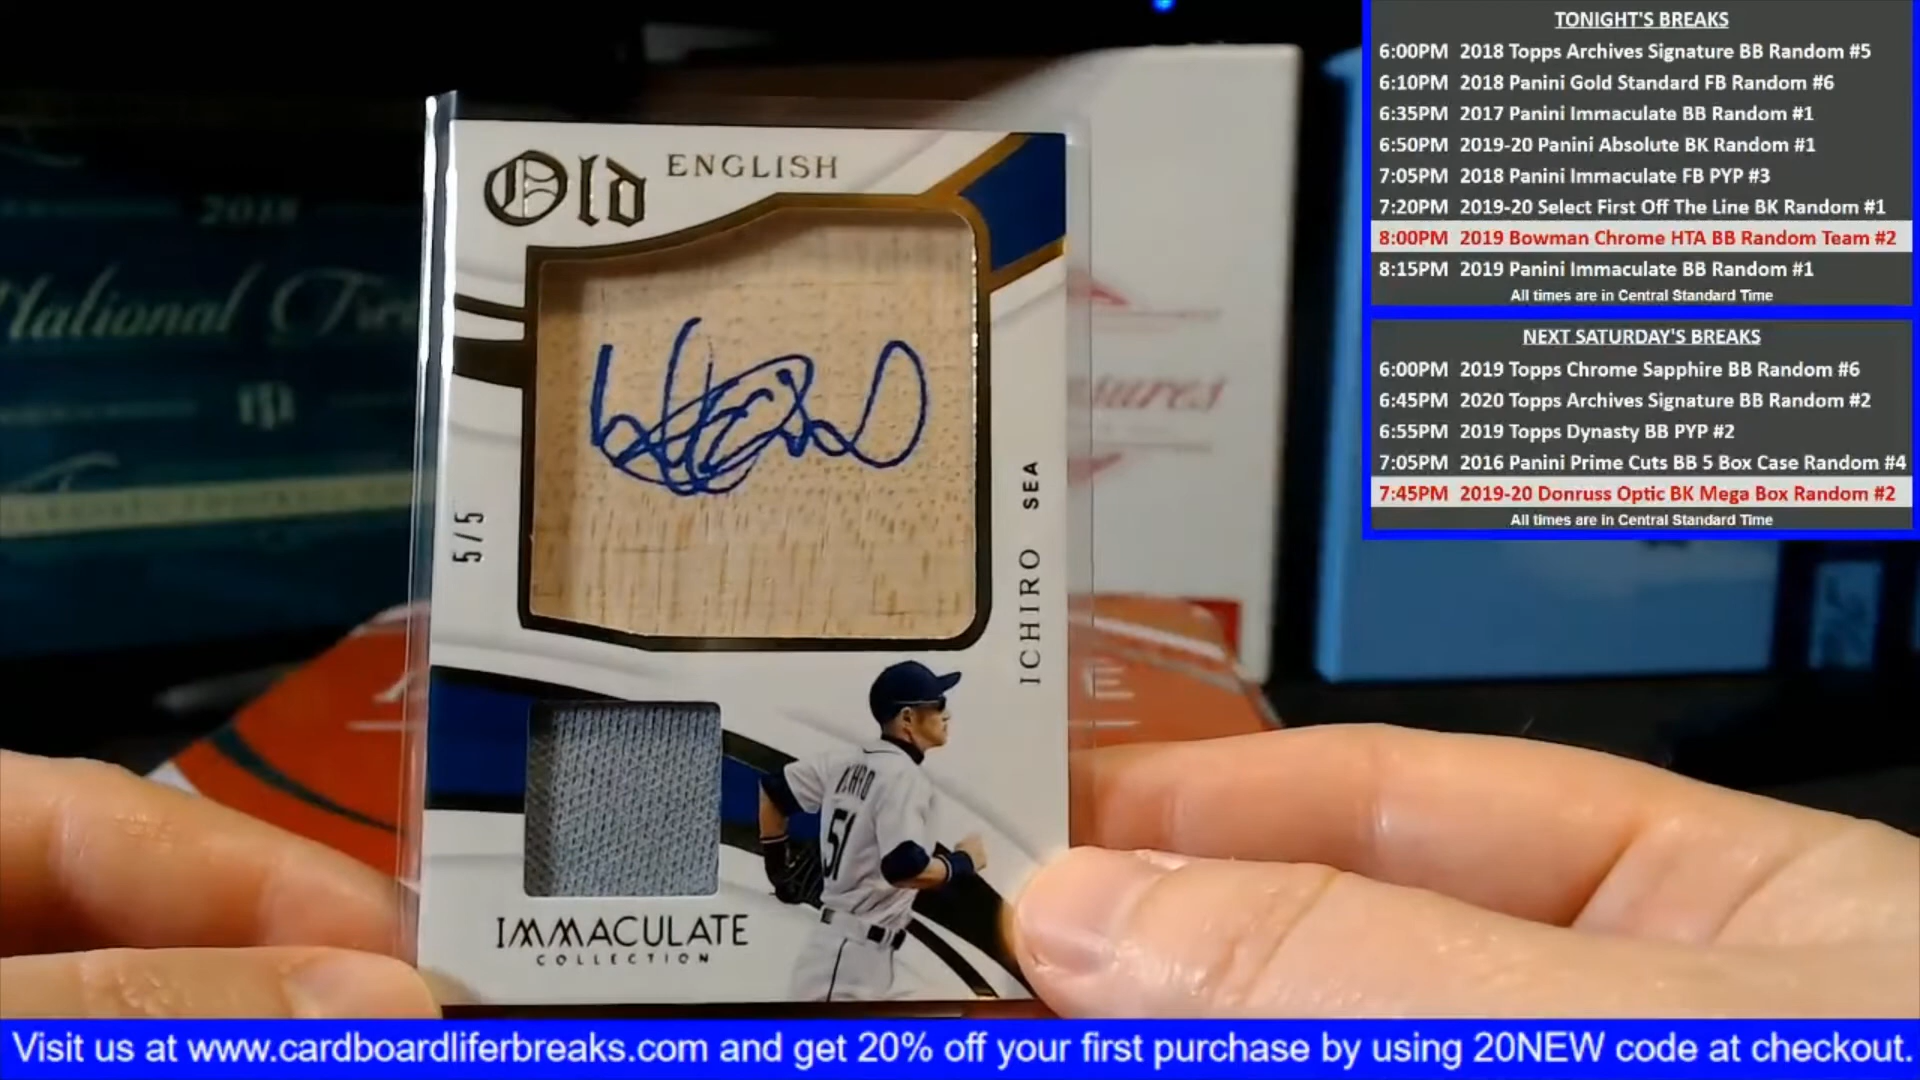 TONIGHT'S BREAKS
6:00PM 2018 Topps Archives Signature BB Random #5
6:10PM 2018 Panini Gold Standard FB Random #6
6:35PM 2017 Panini Immaculate BB Random #1
6:50PM 2019-20 Panini Absolute BK Random #1
7:05PM 2018 Panini Immaculate FB PYP #3
7:20PM 2019-20 Select First Off The Line BK Random #1
8:00PM 2019 Bowman Chrome HTA BB Random Team #2
8:15PM 2019 Panini Immaculate BB Random #1
All times are in Central Standard Time
NEXT SATURDAY'S BREAKS
6:00PM 2019 Topps Chrome Sapphire BB Random #6
6:45PM 2020 Topps Archives Signature BB Random #2
6:55PM 2019 Topps Dynasty BB PYP #2
7:05PM 2016 Panini Prime Cuts BB 5 Box Case Random #4
7:45PM 2019-20 Donruss Optic BK Mega Box Random #2
All times are in Central Standard Time
Old ENGLISH
5/5
ICHIRO SEA
ICHIRO
51
IMMACULATE
COLLECTION
2018
National
Visit us at www.cardboardliferbreaks.com and get 20% off your first purchase by using 20NEW code at checkout.